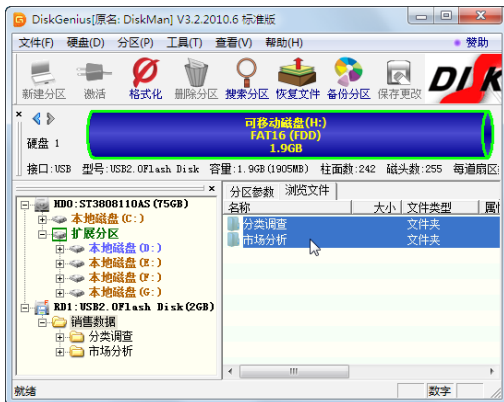 DiskGenius[原名: DiskMan] V3.2.2010.6 标准版
文件(F) 硬盘(D) 分区(P) 工具(T) 查看(V) 帮助(H) 赞助
新建分区 激活 格式化 删除分区 搜索分区 恢复文件 备份分区 保存更改
硬盘 1
可移动磁盘(H:)
FAT16 (FDD)
1.9GB
接口:USB 型号:USB2.0Flash Disk 容量:1.9GB(1905MB) 柱面数:242 磁头数:255 每道扇区
HD0:ST3808110AS(75GB)
本地磁盘(C:)
扩展分区
本地磁盘(D:)
本地磁盘(E:)
本地磁盘(F:)
本地磁盘(G:)
RD1:USB2.0Flash Disk(2GB)
销售数据
分类调查
市场分析
分区参数 浏览文件
名称 大小 文件类型 属
分类调查 文件夹
市场分析 文件夹
就绪 数字